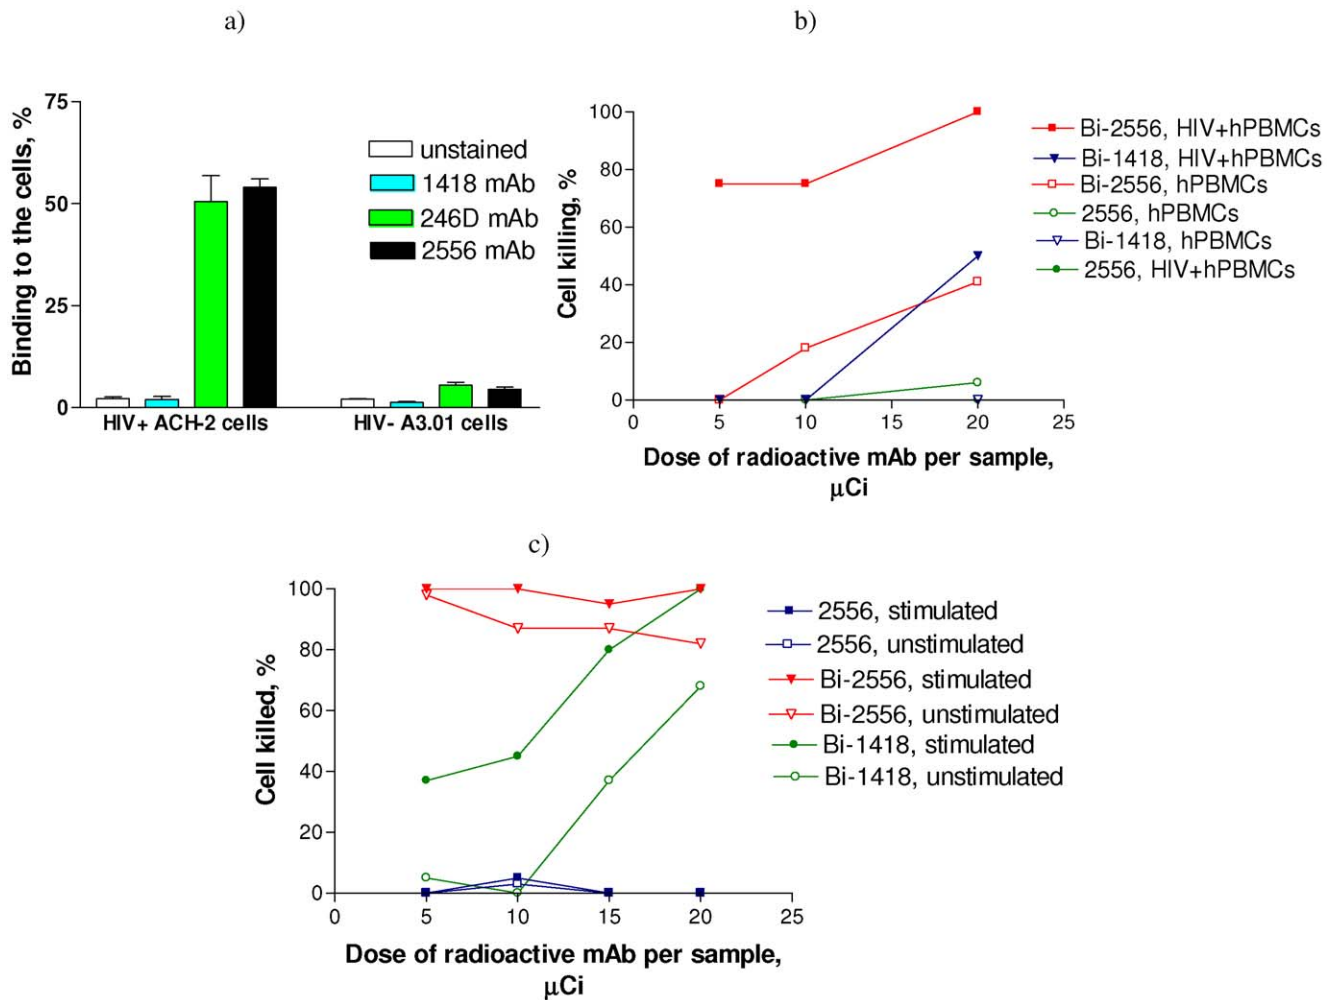 a)
Binding to the cells, %
75
50
25
0
HIV+ ACH-2 cells
HIV- A3.01 cells
unstained
1418 mAb
246D mAb
2556 mAb
b)
Cell killing, %
100
80
60
40
20
0
0
5
10
15
20
25
Dose of radioactive mAb per sample,
μCi
Bi-2556, HIV+hPBMCs
Bi-1418, HIV+hPBMCs
Bi-2556, hPBMCs
2556, hPBMCs
Bi-1418, hPBMCs
2556, HIV+hPBMCs
c)
Cell killed, %
100
80
60
40
20
0
0
5
10
15
20
25
Dose of radioactive mAb per sample,
μCi
2556, stimulated
2556, unstimulated
Bi-2556, stimulated
Bi-2556, unstimulated
Bi-1418, stimulated
Bi-1418, unstimulated